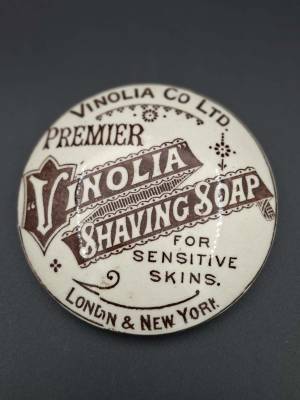 VINOLIA CO LTD.
PREMIER
"VINOLIA
SHAVING SOAP
FOR
SENSITIVE
SKINS.
LONDON & NEW YORK